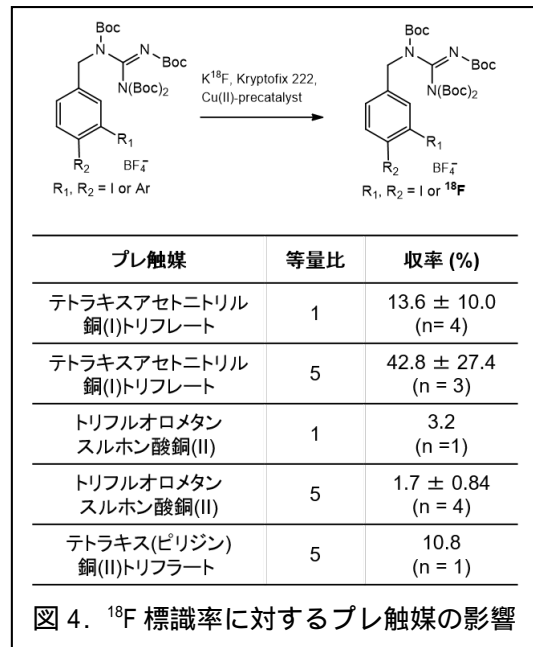 Boc
N
N
Boc
N(Boc)2
R1
R2
BF4−
R1, R2 = I or Ar
K18F, Kryptofix 222,
Cu(II)-precatalyst
Boc
N
N
Boc
N(Boc)2
R1
R2
BF4−
R1, R2 = I or 18F
プレ触媒 等量比 収率 (%)
テトラキスアセトニトリル
銅(I)トリフレート
1
13.6 ± 10.0
(n= 4)
テトラキスアセトニトリル
銅(I)トリフレート
5
42.8 ± 27.4
(n = 3)
トリフルオロメタン
スルホン酸銅(II)
1
3.2
(n =1)
トリフルオロメタン
スルホン酸銅(II)
5
1.7 ± 0.84
(n = 4)
テトラキス(ピリジン)
銅(II)トリフラート
5
10.8
(n = 1)
図 4. 18F 標識率に対するプレ触媒の影響